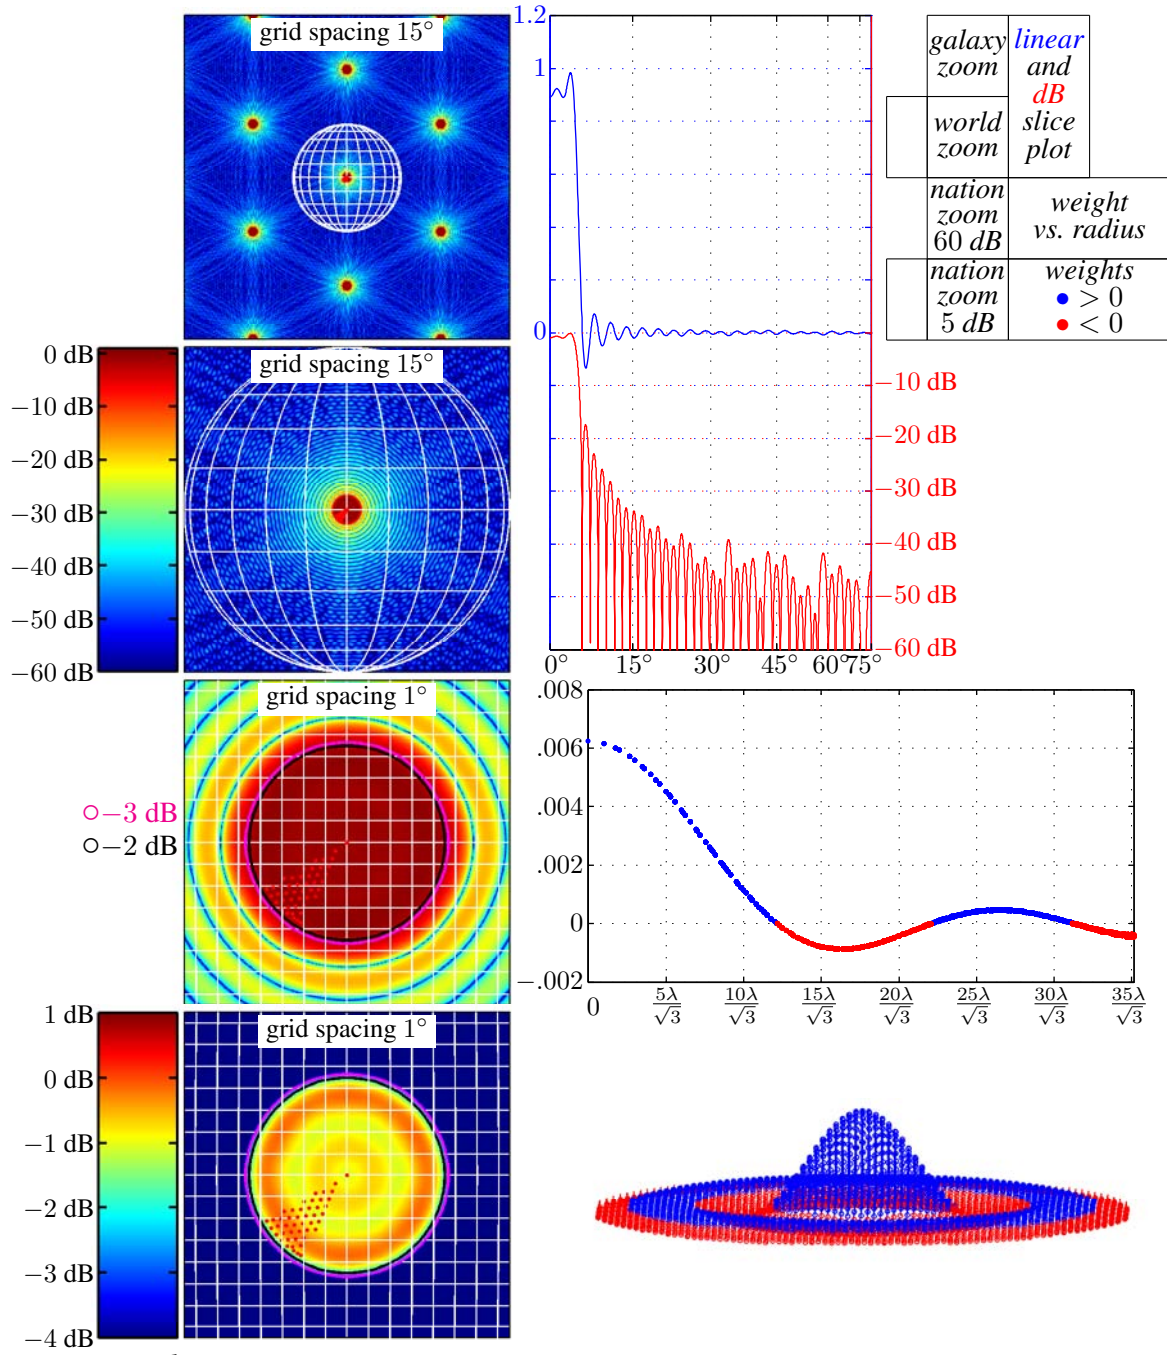 grid spacing 15°
1.2
1
0
galaxy zoom
linear and dB slice plot
world zoom
nation zoom 60 dB
weight vs. radius
nation zoom 5 dB
weights
> 0
< 0
grid spacing 15°
0 dB
−10 dB
−20 dB
−30 dB
−40 dB
−50 dB
−60 dB
−10 dB
−20 dB
−30 dB
−40 dB
−50 dB
−60 dB
0° 15° 30° 45° 60° 75°
grid spacing 1°
−3 dB
−2 dB
.008
.006
.004
.002
0
−.002
0 5λ/√3 10λ/√3 15λ/√3 20λ/√3 25λ/√3 30λ/√3 35λ/√3
grid spacing 1°
1 dB
0 dB
−1 dB
−2 dB
−3 dB
−4 dB